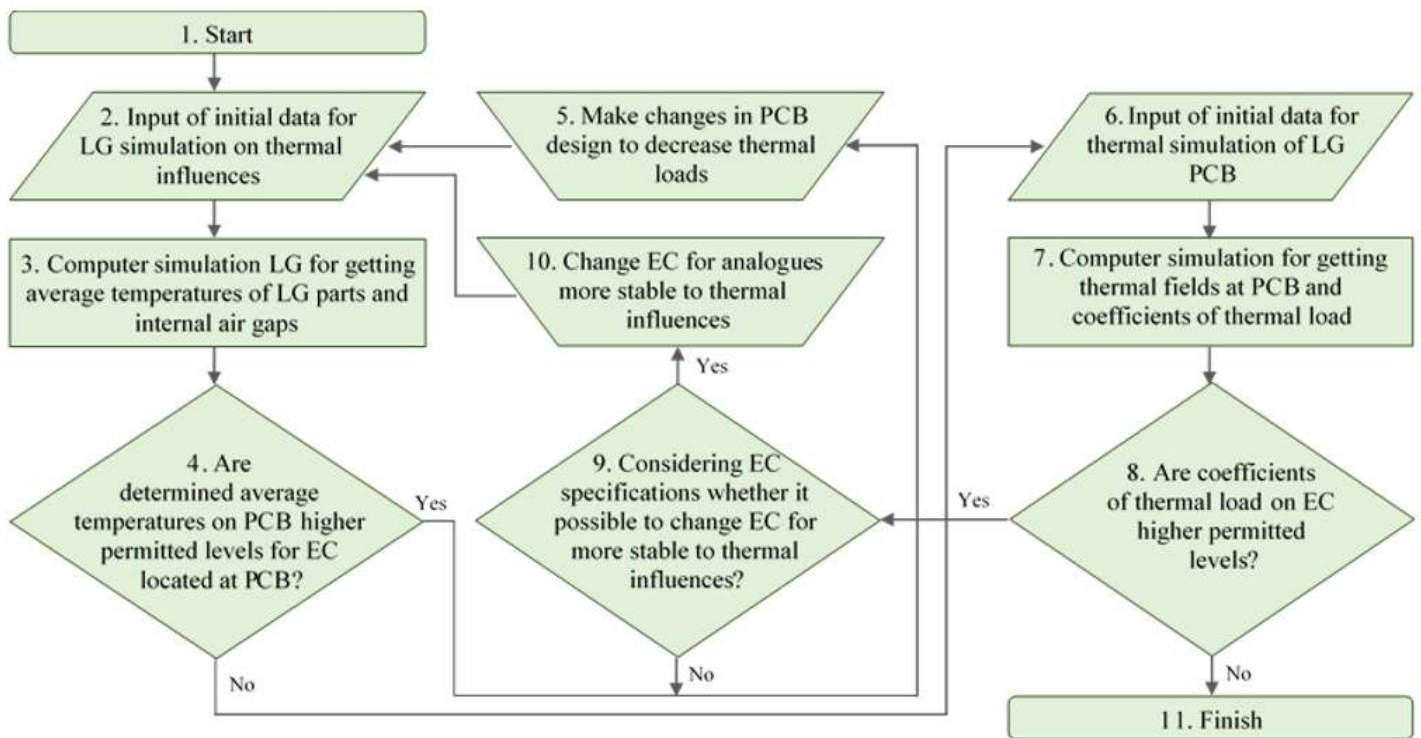 1. Start
2. Input of initial data for
LG simulation on thermal
influences
3. Computer simulation LG for getting
average temperatures of LG parts and
internal air gaps
4. Are
determined average
temperatures on PCB higher
permitted levels for EC
located at PCB?
Yes
No
5. Make changes in PCB
design to decrease thermal
loads
10. Change EC for analogues
more stable to thermal
influences
Yes
9. Considering EC
specifications whether it
possible to change EC for
more stable to thermal
influences?
No
6. Input of initial data for
thermal simulation of LG
PCB
7. Computer simulation for getting
thermal fields at PCB and
coefficients of thermal load
8. Are coefficients
of thermal load on EC
higher permitted
levels?
Yes
No
11. Finish